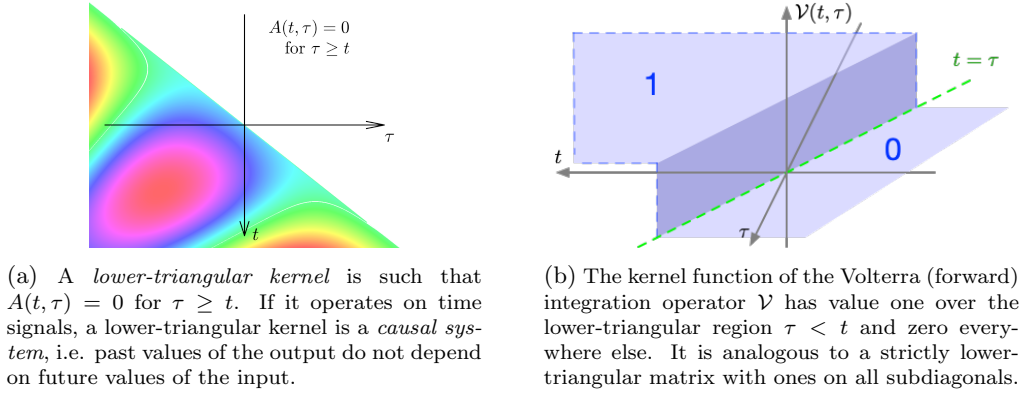 A(t, τ) = 0
for τ ≥ t
τ
t
(a) A lower-triangular kernel is such that
A(t, τ) = 0 for τ ≥ t. If it operates on time
signals, a lower-triangular kernel is a causal sys-
tem, i.e. past values of the output do not depend
on future values of the input.
𝒱(t, τ)
t = τ
1
0
t
τ
(b) The kernel function of the Volterra (forward)
integration operator 𝒱 has value one over the
lower-triangular region τ < t and zero every-
where else. It is analogous to a strictly lower-
triangular matrix with ones on all subdiagonals.